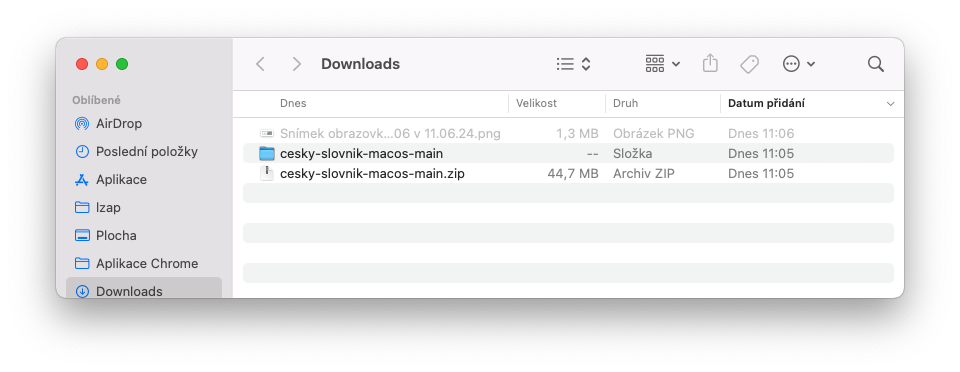 Downloads
Oblíbené
AirDrop
Poslední položky
Aplikace
lzap
Plocha
Aplikace Chrome
Downloads
Dnes Velikost Druh Datum přidání
Snímek obrazovk...06 v 11.06.24.png 1,3 MB Obrázek PNG Dnes 11:06
cesky-slovnik-macos-main -- Složka Dnes 11:05
cesky-slovnik-macos-main.zip 44,7 MB Archiv ZIP Dnes 11:05